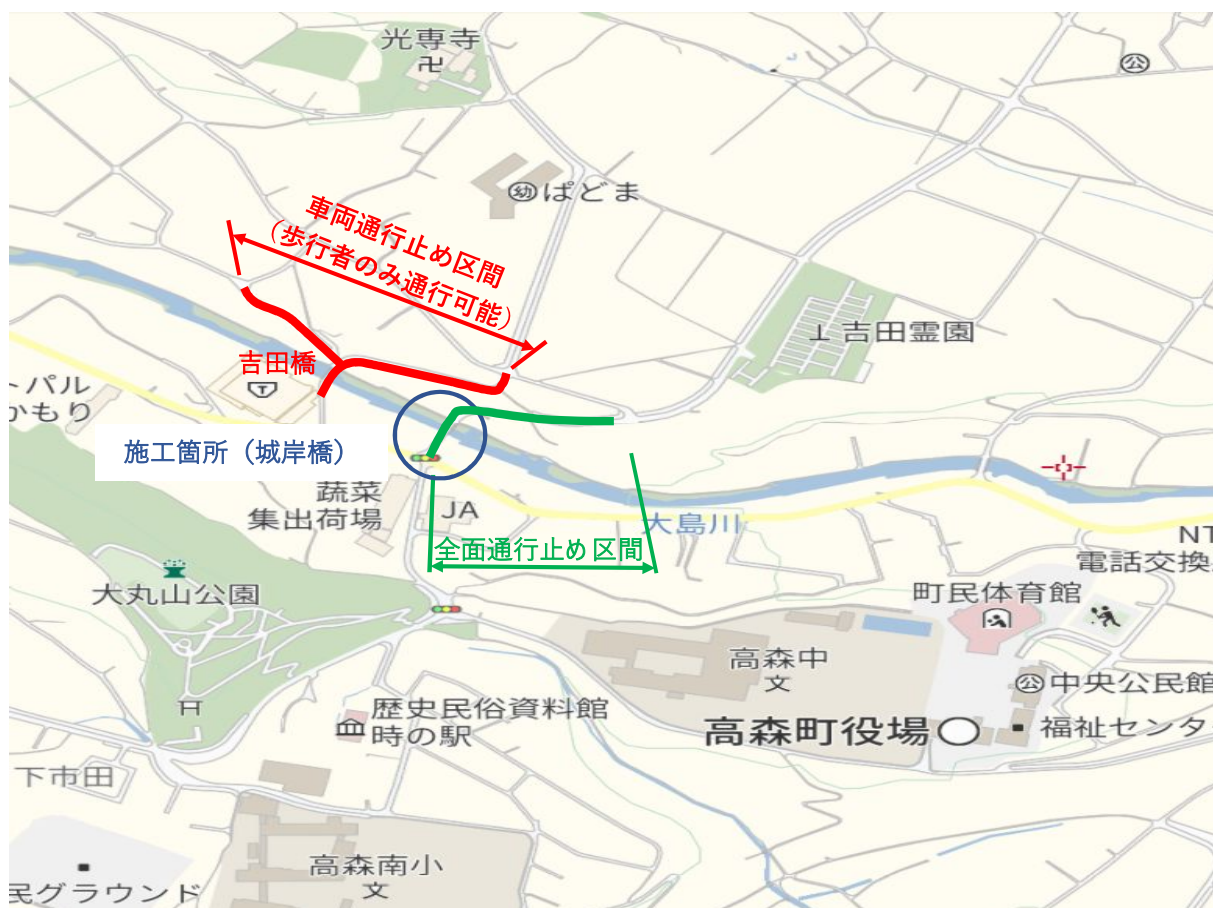 光専寺
公
幼
ぱどま
車両通行止め区間
（歩行者のみ通行可能）
吉田霊園
吉田橋
トパル
かもり
施工箇所（城岸橋）
蔬菜
集出荷場
JA
大島川
全面通行止め区間
NT
電話交換
大丸山公園
町民体育館
高森中
文
公中央公民館
歴史民俗資料館
時の駅
高森町役場
福祉センタ
下市田
高森南小
文
民グラウンド